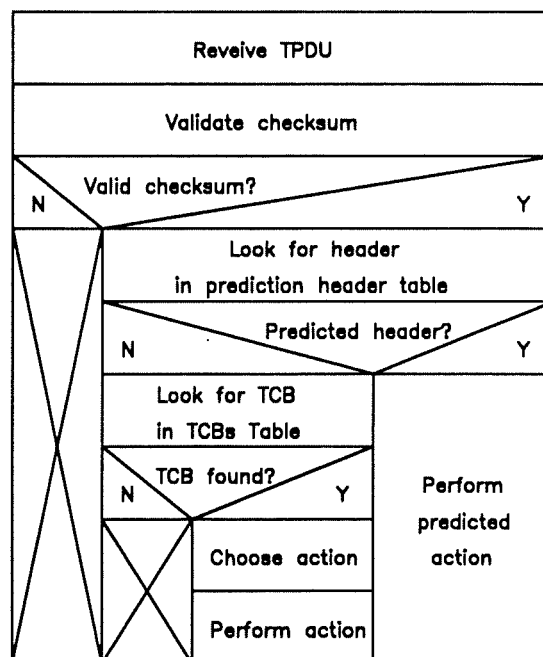 Reveive TPDU
Validate checksum
Valid checksum?
N
Y
Look for header
in prediction header table
Predicted header?
N
Y
Look for TCB
in TCBs Table
TCB found?
N
Y
Perform
predicted
action
Choose action
Perform action